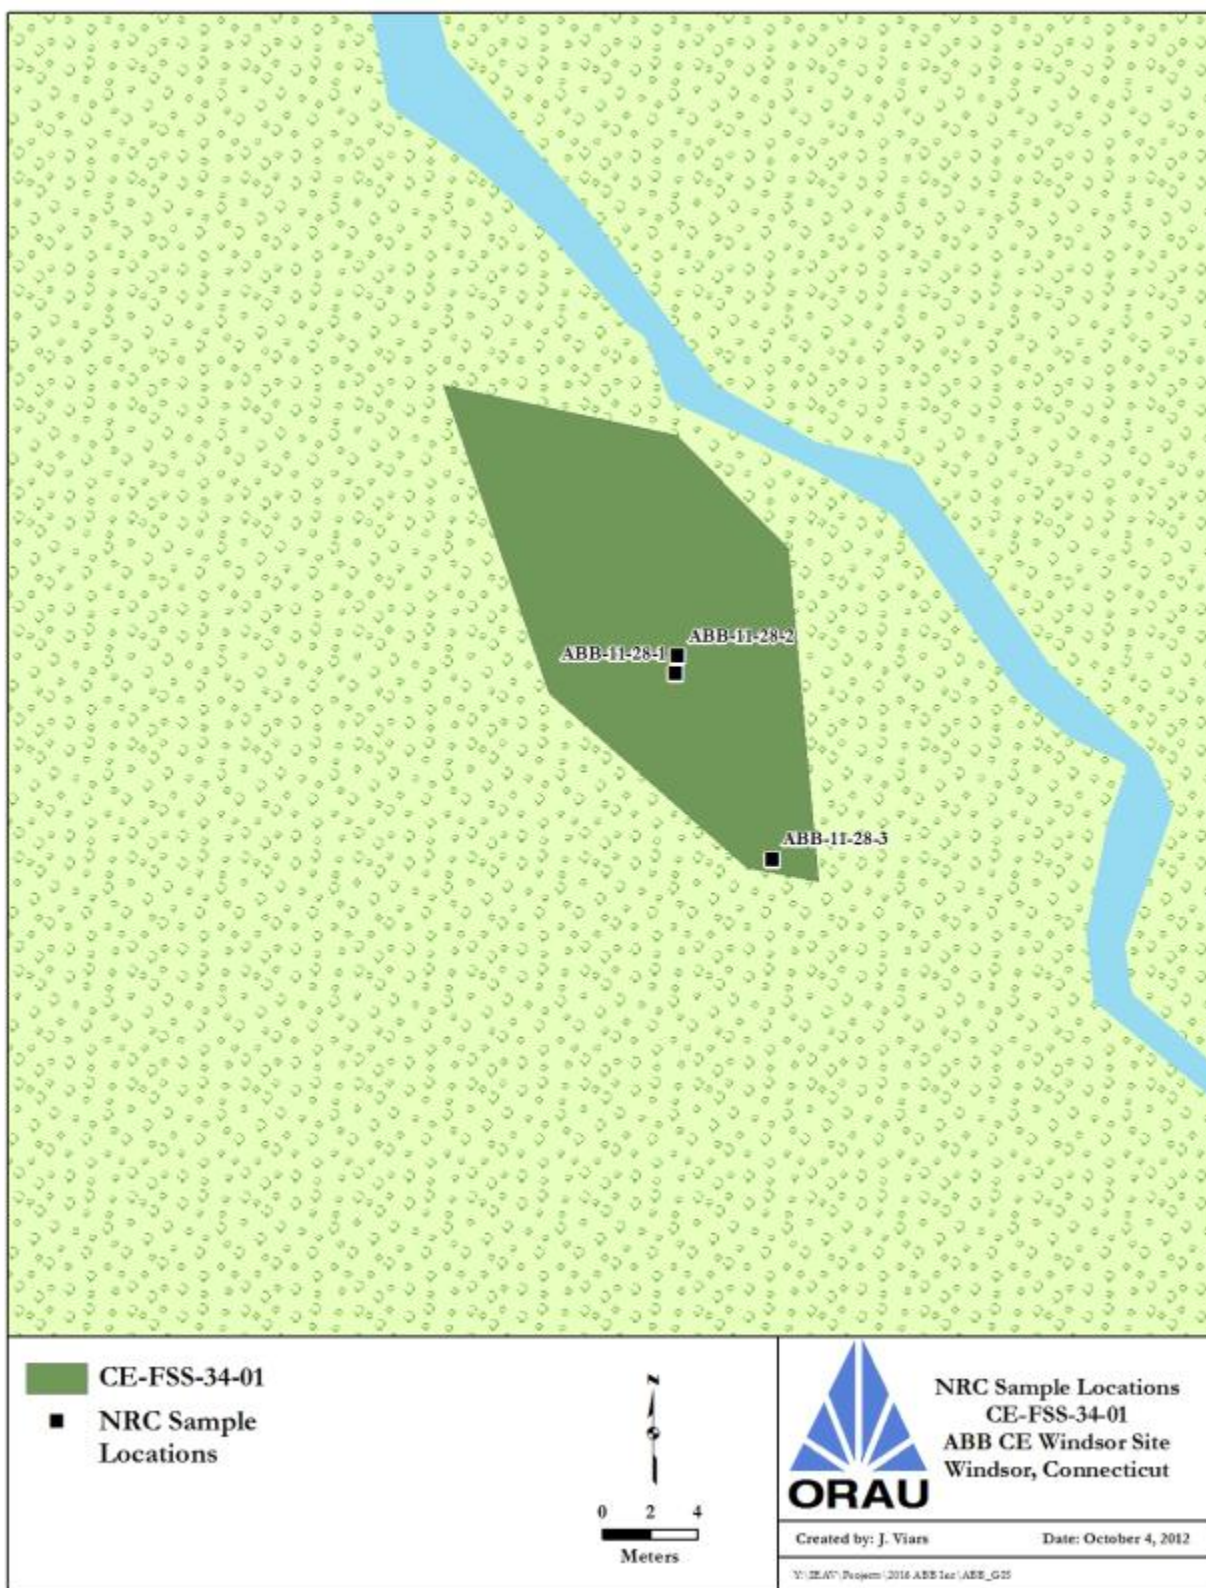 ABB-11-28-2
ABB-11-28-1
ABB-11-28-3
CE-FSS-34-01
NRC Sample
Locations
N
0 2 4
Meters
ORAU
NRC Sample Locations
CE-FSS-34-01
ABB CE Windsor Site
Windsor, Connecticut
Created by: J. Viars Date: October 4, 2012